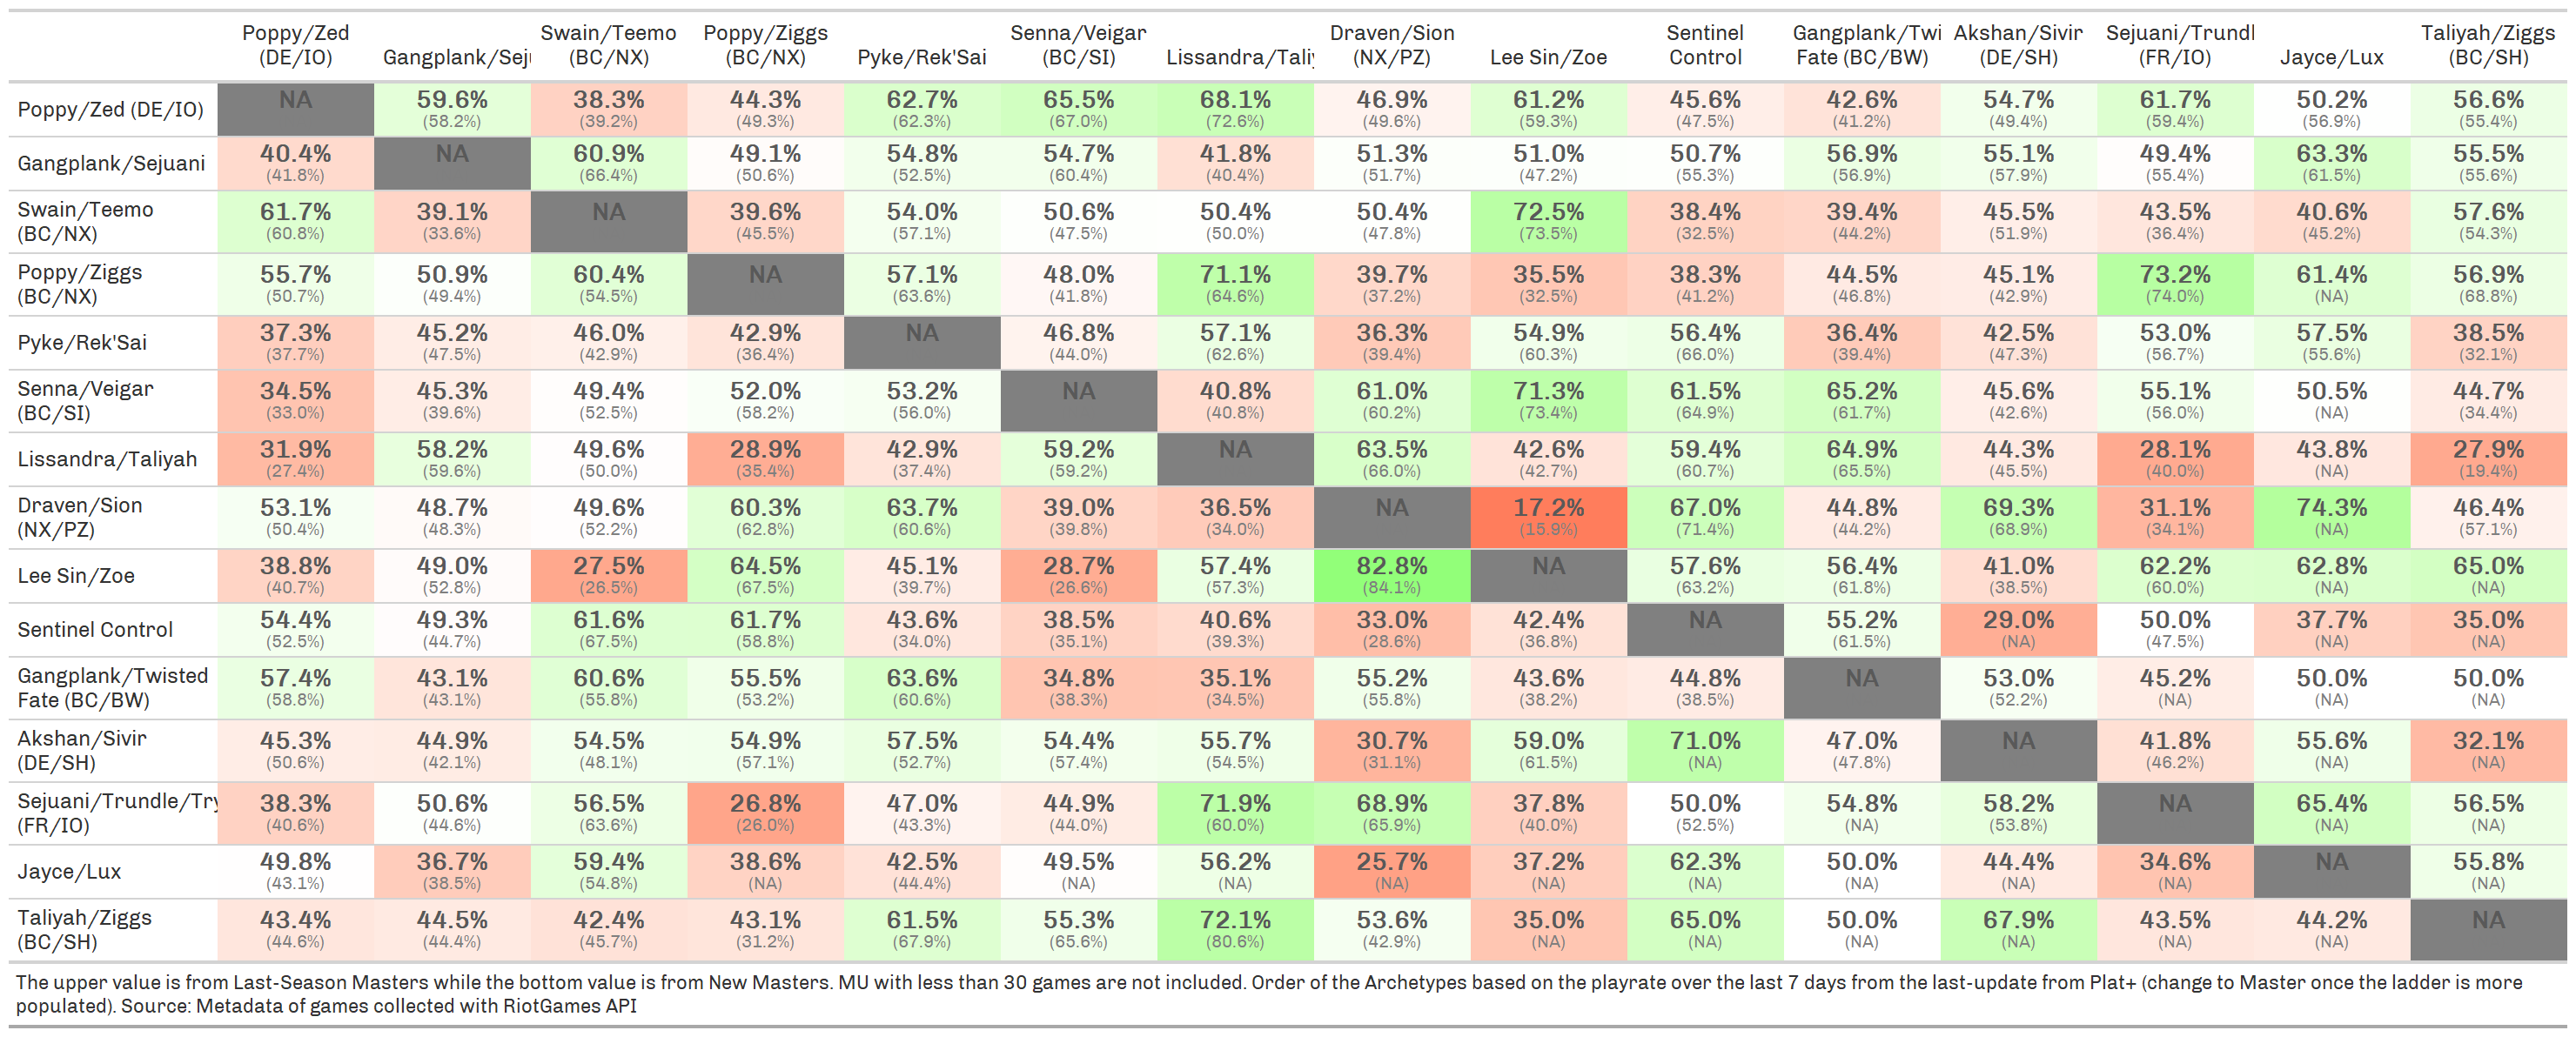 Poppy/Zed (DE/IO) Gangplank/Seju Swain/Teemo (BC/NX) Poppy/Ziggs (BC/NX) Pyke/Rek'Sai Senna/Veigar (BC/SI) Lissandra/Taliy Draven/Sion (NX/PZ) Lee Sin/Zoe Sentinel Control Gangplank/Twi Fate (BC/BW) Akshan/Sivir (DE/SH) Sejuani/Trundl (FR/IO) Jayce/Lux Taliyah/Ziggs (BC/SH)
Poppy/Zed (DE/IO) NA 59.6% 38.3% 44.3% 62.7% 65.5% 68.1% 46.9% 61.2% 45.6% 42.6% 54.7% 61.7% 50.2% 56.6%
(58.2%) (39.2%) (49.3%) (62.3%) (67.0%) (72.6%) (49.6%) (59.3%) (47.5%) (41.2%) (49.4%) (59.4%) (56.9%) (55.4%)
Gangplank/Sejuani 40.4% NA 60.9% 49.1% 54.8% 54.7% 41.8% 51.3% 51.0% 50.7% 56.9% 55.1% 49.4% 63.3% 55.5%
(41.8%) (66.4%) (50.6%) (52.5%) (60.4%) (40.4%) (51.7%) (47.2%) (55.3%) (56.9%) (57.9%) (55.4%) (61.5%) (55.6%)
Swain/Teemo 61.7% 39.1% NA 39.6% 54.0% 50.6% 50.4% 50.4% 72.5% 38.4% 39.4% 45.5% 43.5% 40.6% 57.6%
(BC/NX) (60.8%) (33.6%) (45.5%) (57.1%) (47.5%) (50.0%) (47.8%) (73.5%) (32.5%) (44.2%) (51.9%) (36.4%) (45.2%) (54.3%)
Poppy/Ziggs 55.7% 50.9% 60.4% NA 57.1% 48.0% 71.1% 39.7% 35.5% 38.3% 44.5% 45.1% 73.2% 61.4% 56.9%
(BC/NX) (50.7%) (49.4%) (54.5%) (63.6%) (41.8%) (64.6%) (37.2%) (32.5%) (41.2%) (46.8%) (42.9%) (74.0%) (NA) (68.8%)
Pyke/Rek'Sai 37.3% 45.2% 46.0% 42.9% NA 46.8% 57.1% 36.3% 54.9% 56.4% 36.4% 42.5% 53.0% 57.5% 38.5%
(37.7%) (47.5%) (42.9%) (36.4%) (44.0%) (62.6%) (39.4%) (60.3%) (66.0%) (39.4%) (47.3%) (56.7%) (55.6%) (32.1%)
Senna/Veigar 34.5% 45.3% 49.4% 52.0% 53.2% NA 40.8% 61.0% 71.3% 61.5% 65.2% 45.6% 55.1% 50.5% 44.7%
(BC/SI) (33.0%) (39.6%) (52.5%) (58.2%) (56.0%) (40.8%) (60.2%) (73.4%) (64.9%) (61.7%) (42.6%) (56.0%) (NA) (34.4%)
Lissandra/Taliyah 31.9% 58.2% 49.6% 28.9% 42.9% 59.2% NA 63.5% 42.6% 59.4% 64.9% 44.3% 28.1% 43.8% 27.9%
(27.4%) (59.6%) (50.0%) (35.4%) (37.4%) (59.2%) (66.0%) (42.7%) (60.7%) (65.5%) (45.5%) (40.0%) (NA) (19.4%)
Draven/Sion 53.1% 48.7% 49.6% 60.3% 63.7% 39.0% 36.5% NA 17.2% 67.0% 44.8% 69.3% 31.1% 74.3% 46.4%
(NX/PZ) (50.4%) (48.3%) (52.2%) (62.8%) (60.6%) (39.8%) (34.0%) (15.9%) (71.4%) (44.2%) (68.9%) (34.1%) (NA) (57.1%)
Lee Sin/Zoe 38.8% 49.0% 27.5% 64.5% 45.1% 28.7% 57.4% 82.8% NA 57.6% 56.4% 41.0% 62.2% 62.8% 65.0%
(40.7%) (52.8%) (26.5%) (67.5%) (39.7%) (26.6%) (57.3%) (84.1%) (63.2%) (61.8%) (38.5%) (60.0%) (NA) (NA)
Sentinel Control 54.4% 49.3% 61.6% 61.7% 43.6% 38.5% 40.6% 33.0% 42.4% NA 55.2% 29.0% 50.0% 37.7% 35.0%
(52.5%) (44.7%) (67.5%) (58.8%) (34.0%) (35.1%) (39.3%) (28.6%) (36.8%) (61.5%) (NA) (47.5%) (NA) (NA)
Gangplank/Twisted 57.4% 43.1% 60.6% 55.5% 63.6% 34.8% 35.1% 55.2% 43.6% 44.8% NA 53.0% 45.2% 50.0% 50.0%
Fate (BC/BW) (58.8%) (43.1%) (55.8%) (53.2%) (60.6%) (38.3%) (34.5%) (55.8%) (38.2%) (38.5%) (52.2%) (NA) (NA) (NA)
Akshan/Sivir 45.3% 44.9% 54.5% 54.9% 57.5% 54.4% 55.7% 30.7% 59.0% 71.0% 47.0% NA 41.8% 55.6% 32.1%
(DE/SH) (50.6%) (42.1%) (48.1%) (57.1%) (52.7%) (57.4%) (54.5%) (31.1%) (61.5%) (NA) (47.8%) (46.2%) (NA) (NA)
Sejuani/Trundle/Try 38.3% 50.6% 56.5% 26.8% 47.0% 44.9% 71.9% 68.9% 37.8% 50.0% 54.8% 58.2% NA 65.4% 56.5%
(FR/IO) (40.6%) (44.6%) (63.6%) (26.0%) (43.3%) (44.0%) (60.0%) (65.9%) (40.0%) (52.5%) (NA) (53.8%) (NA) (NA)
Jayce/Lux 49.8% 36.7% 59.4% 38.6% 42.5% 49.5% 56.2% 25.7% 37.2% 62.3% 50.0% 44.4% 34.6% NA 55.8%
(43.1%) (38.5%) (54.8%) (NA) (44.4%) (NA) (NA) (NA) (NA) (NA) (NA) (NA) (NA) (NA)
Taliyah/Ziggs 43.4% 44.5% 42.4% 43.1% 61.5% 55.3% 72.1% 53.6% 35.0% 65.0% 50.0% 67.9% 43.5% 44.2% NA
(BC/SH) (44.6%) (44.4%) (45.7%) (31.2%) (67.9%) (65.6%) (80.6%) (42.9%) (NA) (NA) (NA) (NA) (NA) (NA)
The upper value is from Last-Season Masters while the bottom value is from New Masters. MU with less than 30 games are not included. Order of the Archetypes based on the playrate over the last 7 days from the last-update from Plat+ (change to Master once the ladder is more
populated). Source: Metadata of games collected with RiotGames API